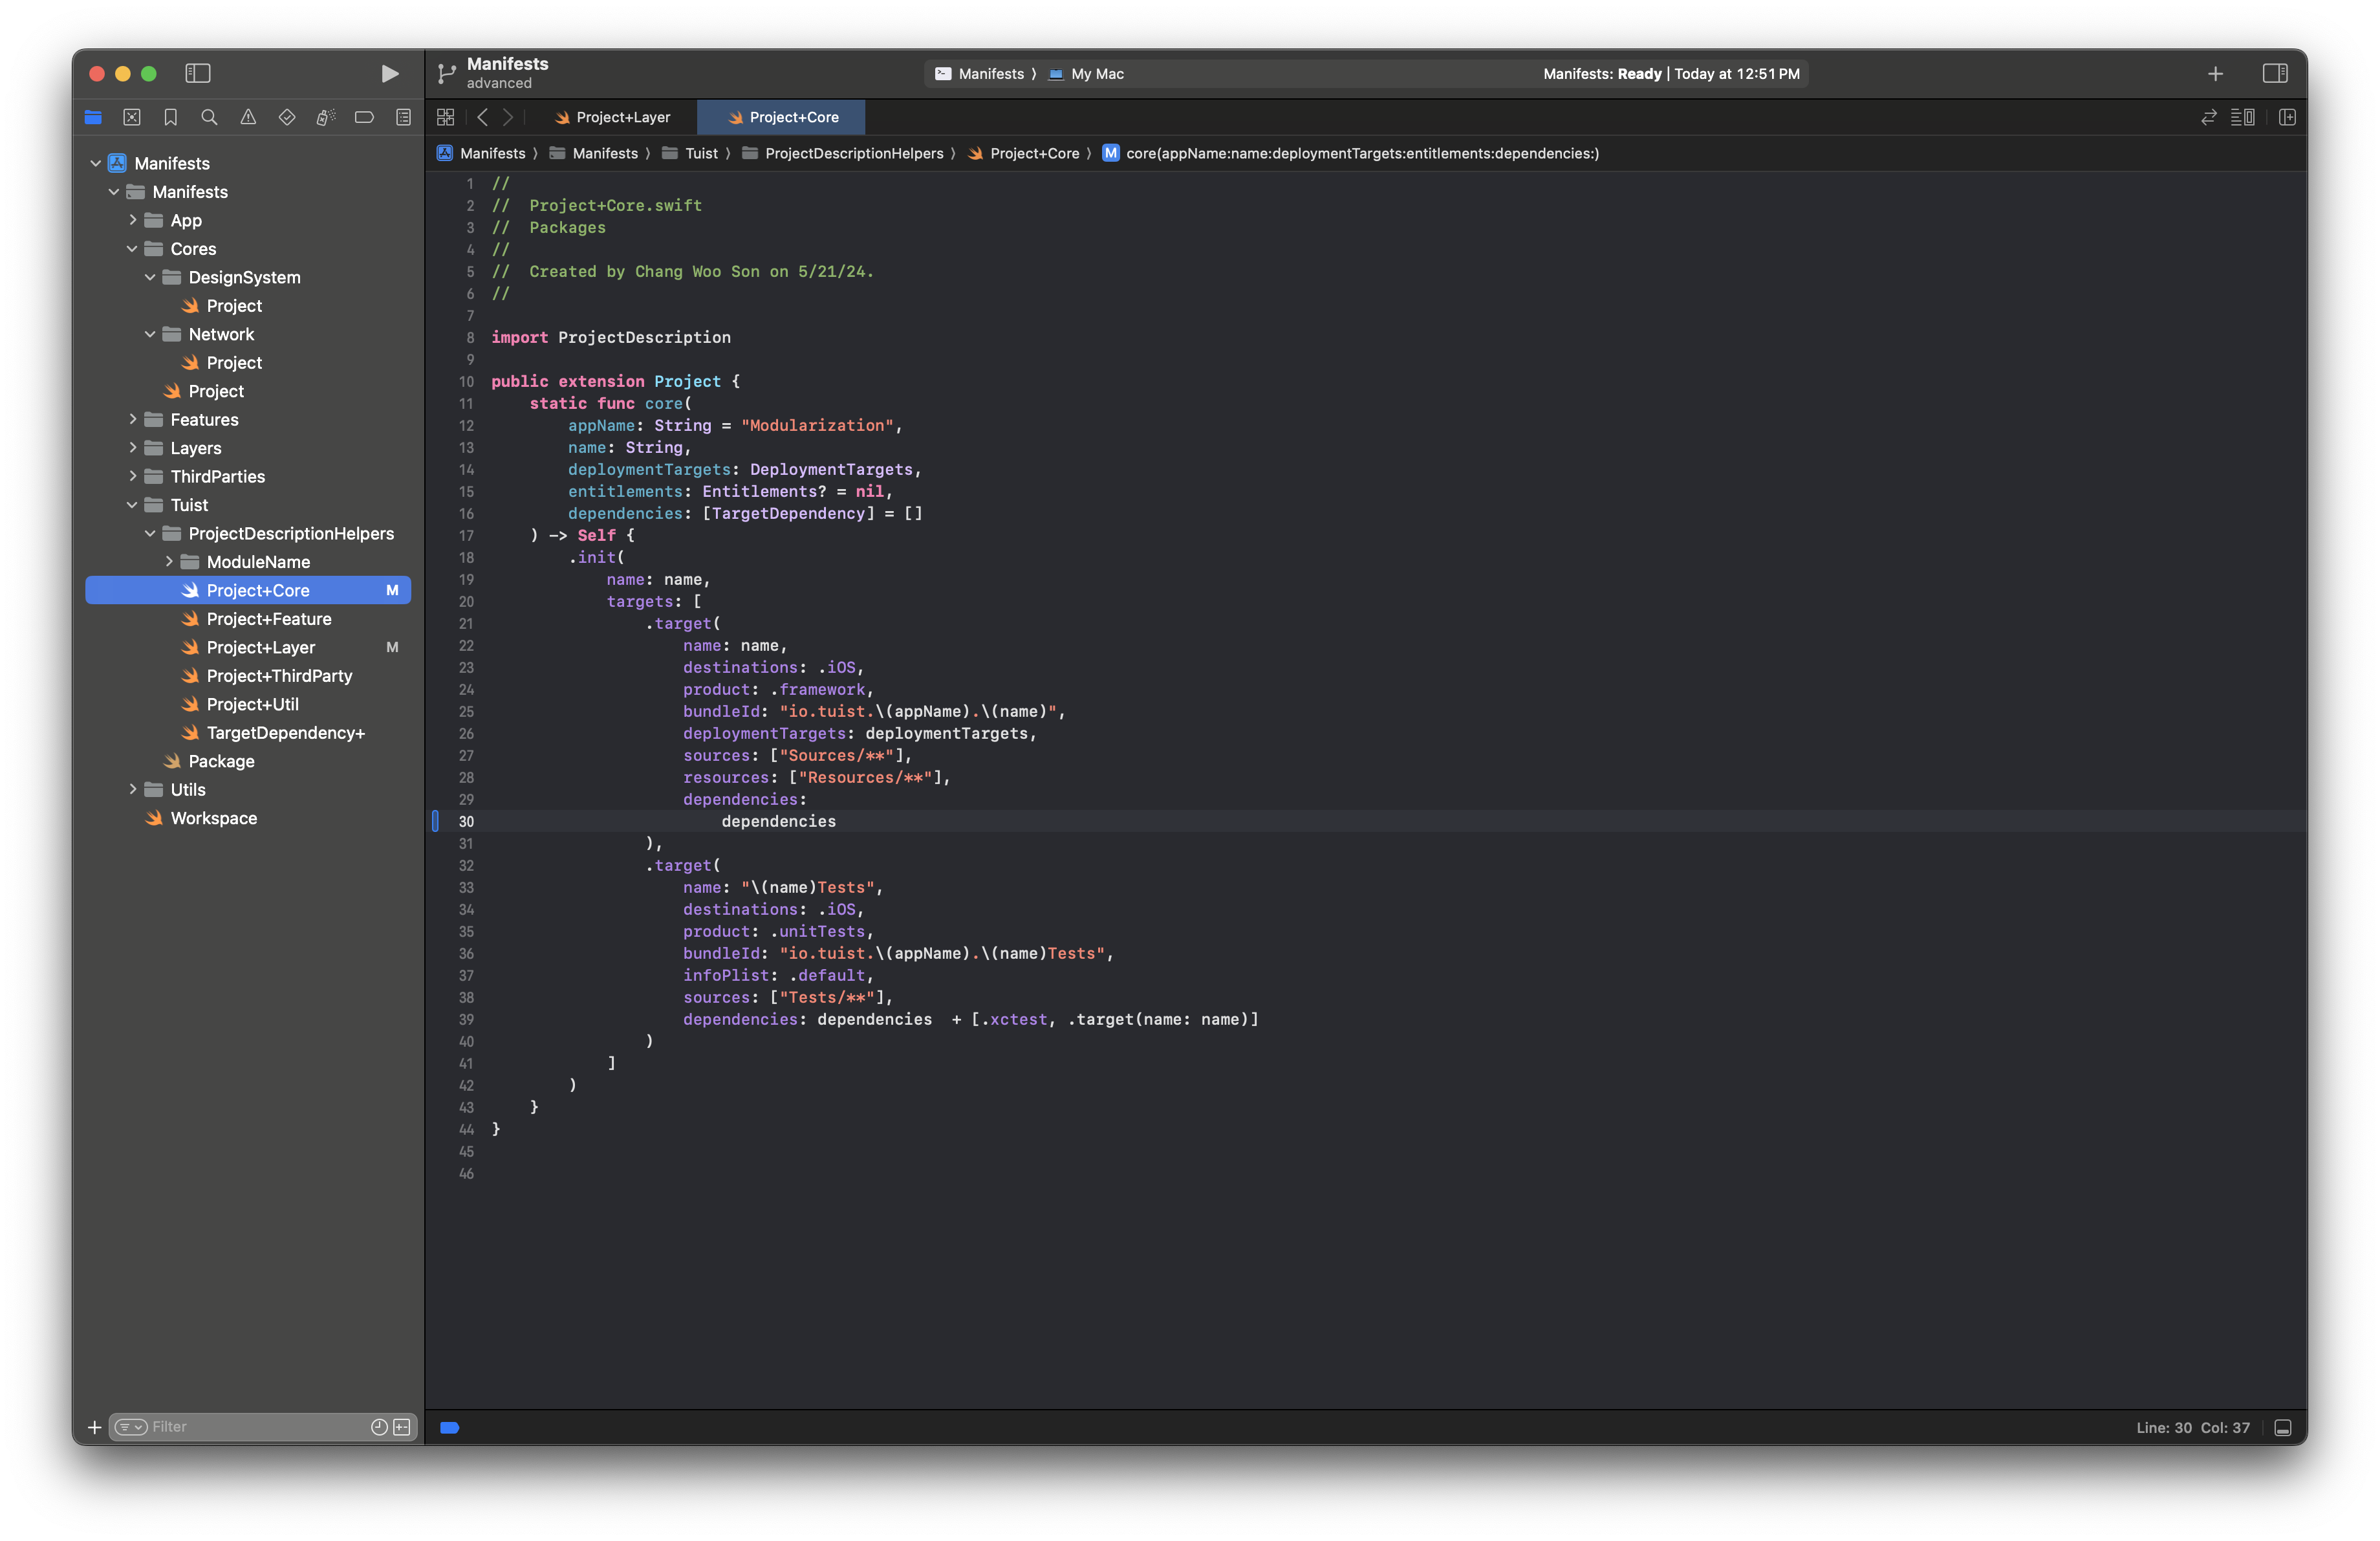 Manifests
advanced
Manifests 〉 My Mac
Manifests: Ready | Today at 12:51 PM
Project+Layer
Project+Core
Manifests 〉 Manifests 〉 Tuist 〉 ProjectDescriptionHelpers 〉 Project+Core 〉 M core(appName:name:deploymentTargets:entitlements:dependencies:)
Manifests
Manifests
App
Cores
DesignSystem
Project
Network
Project
Project
Features
Layers
ThirdParties
Tuist
ProjectDescriptionHelpers
ModuleName
Project+Core M
Project+Feature
Project+Layer M
Project+ThirdParty
Project+Util
TargetDependency+
Package
Utils
Workspace
Filter
1 //
2 //  Project+Core.swift
3 //  Packages
4 //
5 //  Created by Chang Woo Son on 5/21/24.
6 //
7
8 import ProjectDescription
9
10 public extension Project {
11     static func core(
12         appName: String = "Modularization",
13         name: String,
14         deploymentTargets: DeploymentTargets,
15         entitlements: Entitlements? = nil,
16         dependencies: [TargetDependency] = []
17     ) -> Self {
18         .init(
19             name: name,
20             targets: [
21                 .target(
22                     name: name,
23                     destinations: .iOS,
24                     product: .framework,
25                     bundleId: "io.tuist.\(appName).\(name)",
26                     deploymentTargets: deploymentTargets,
27                     sources: ["Sources/**"],
28                     resources: ["Resources/**"],
29                     dependencies:
30                         dependencies
31                 ),
32                 .target(
33                     name: "\(name)Tests",
34                     destinations: .iOS,
35                     product: .unitTests,
36                     bundleId: "io.tuist.\(appName).\(name)Tests",
37                     infoPlist: .default,
38                     sources: ["Tests/**"],
39                     dependencies: dependencies  + [.xctest, .target(name: name)]
40                 )
41             ]
42         )
43     }
44 }
45
46
Line: 30 Col: 37